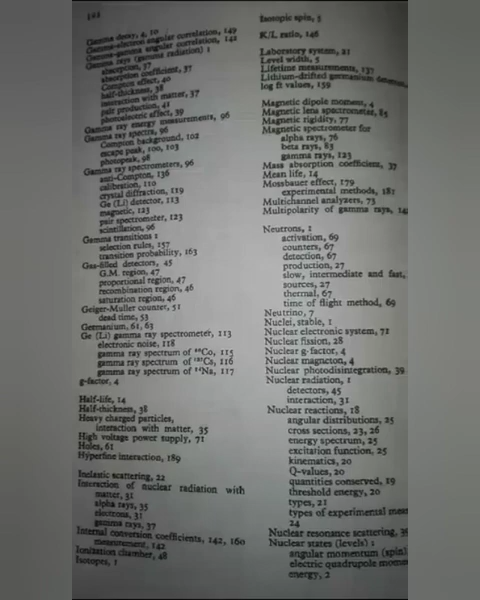 Gamma decay, 4, 10
Gamma-electron angular correlation, 149
Gamma-gamma angular correlation, 141
Gamma rays (gamma radiation) 1
absorption, 37
absorption coefficient, 37
Compton effect, 40
half-thickness, 38
interaction with matter, 37
pair production, 41
photoelectric effect, 39
Gamma ray energy measurements, 96
Gamma ray spectra, 96
Compton background, 102
escape peak, 100, 103
photopeak, 98
Gamma ray spectrometers, 96
anti-Compton, 136
calibration, 110
crystal diffraction, 119
Ge (Li) detector, 113
magnetic, 123
pair spectrometer, 123
scintillation, 96
Gamma transitions 1
selection rules, 157
transition probability, 163
Gas-filled detectors, 45
G.M. region, 47
proportional region, 47
recombination region, 46
saturation region, 46
Geiger-Muller counter, 51
dead time, 53
Germanium, 61, 63
Ge (Li) gamma ray spectrometer, 113
electronic noise, 118
gamma ray spectrum of Co, 115
gamma ray spectrum of Cs, 116
gamma ray spectrum of Na, 117
g-factor, 4
Half-life, 14
Half-thickness, 38
Heavy charged particles,
interaction with matter, 35
High voltage power supply, 71
Holes, 61
Hyperfine interaction, 189
Inelastic scattering, 22
Interaction of nuclear radiation with
matter, 31
alpha rays, 35
electrons, 31
gamma rays, 37
Internal conversion coefficients, 142, 160
measurement, 142
Ionization chamber, 48
Isotopes, 1
Isotopic spin, 5
K/L ratio, 146
Laboratory system, 21
Level width, 5
Lifetime measurements, 137
Lithium-drifted germanium
log ft values, 159
Magnetic dipole moment, 4
Magnetic lens spectrometer, 85
Magnetic rigidity, 77
Magnetic spectrometer for
alpha rays, 76
beta rays, 83
gamma rays, 123
Mass absorption coefficient, 37
Mean life, 14
Mossbauer effect, 179
experimental methods, 181
Multichannel analyzers, 73
Multipolarity of gamma rays, 14
Neutrons, 1
activation, 69
counters, 67
detection, 67
production, 27
slow, intermediate and fast,
sources, 27
thermal, 67
time of flight method, 69
Neutrino, 7
Nuclei, stable, 1
Nuclear electronic system, 71
Nuclear fission, 28
Nuclear g-factor, 4
Nuclear magneton, 4
Nuclear photodisintegration, 39
Nuclear radiation, 1
detectors, 45
interaction, 31
Nuclear reactions, 18
angular distributions, 25
cross sections, 23, 26
energy spectrum, 25
excitation function, 25
kinematics, 20
Q-values, 20
quantities conserved, 19
threshold energy, 20
types, 21
types of experimental
24
Nuclear resonance scattering,
Nuclear states (levels) :
angular momentum (spin)
electric quadrupole
energy, 2